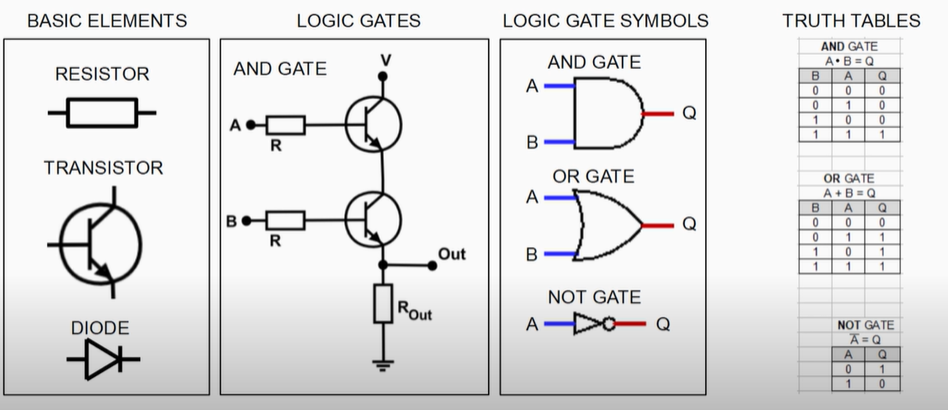 BASIC ELEMENTS
RESISTOR
TRANSISTOR
DIODE
LOGIC GATES
AND GATE
V
A
R
B
R
Out
ROut
LOGIC GATE SYMBOLS
AND GATE
A
Q
B
OR GATE
A
Q
B
NOT GATE
A Q
TRUTH TABLES
AND GATE
A • B = Q
B A Q
0 0 0
0 1 0
1 0 0
1 1 1
OR GATE
A + B = Q
B A Q
0 0 0
0 1 1
1 0 1
1 1 1
NOT GATE
A̅ = Q
A Q
0 1
1 0